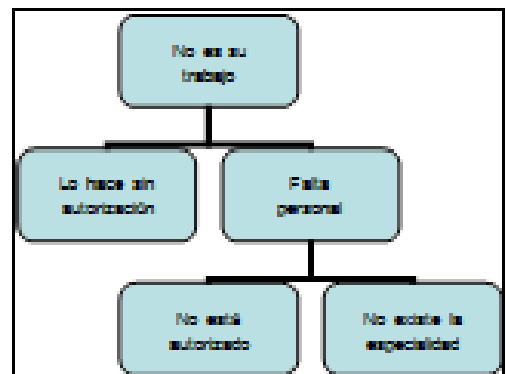 No es su
trabajo
Lo hace sin
autorización
Falta
personal
No está
autorizado
No existe la
especialidad